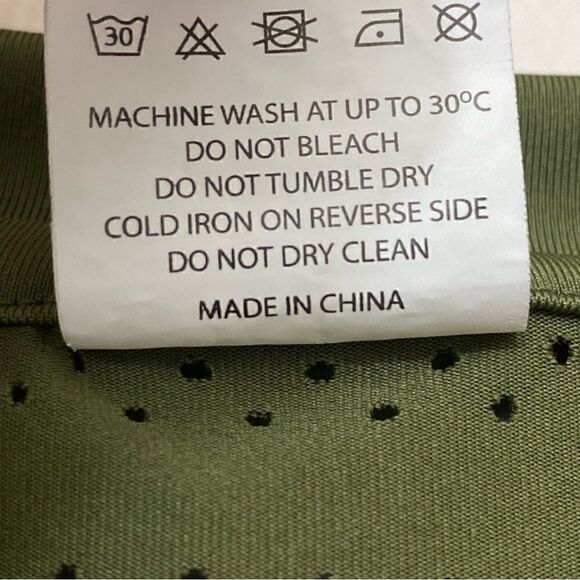 30
MACHINE WASH AT UP TO 30ºC
DO NOT BLEACH
DO NOT TUMBLE DRY
COLD IRON ON REVERSE SIDE
DO NOT DRY CLEAN
MADE IN CHINA